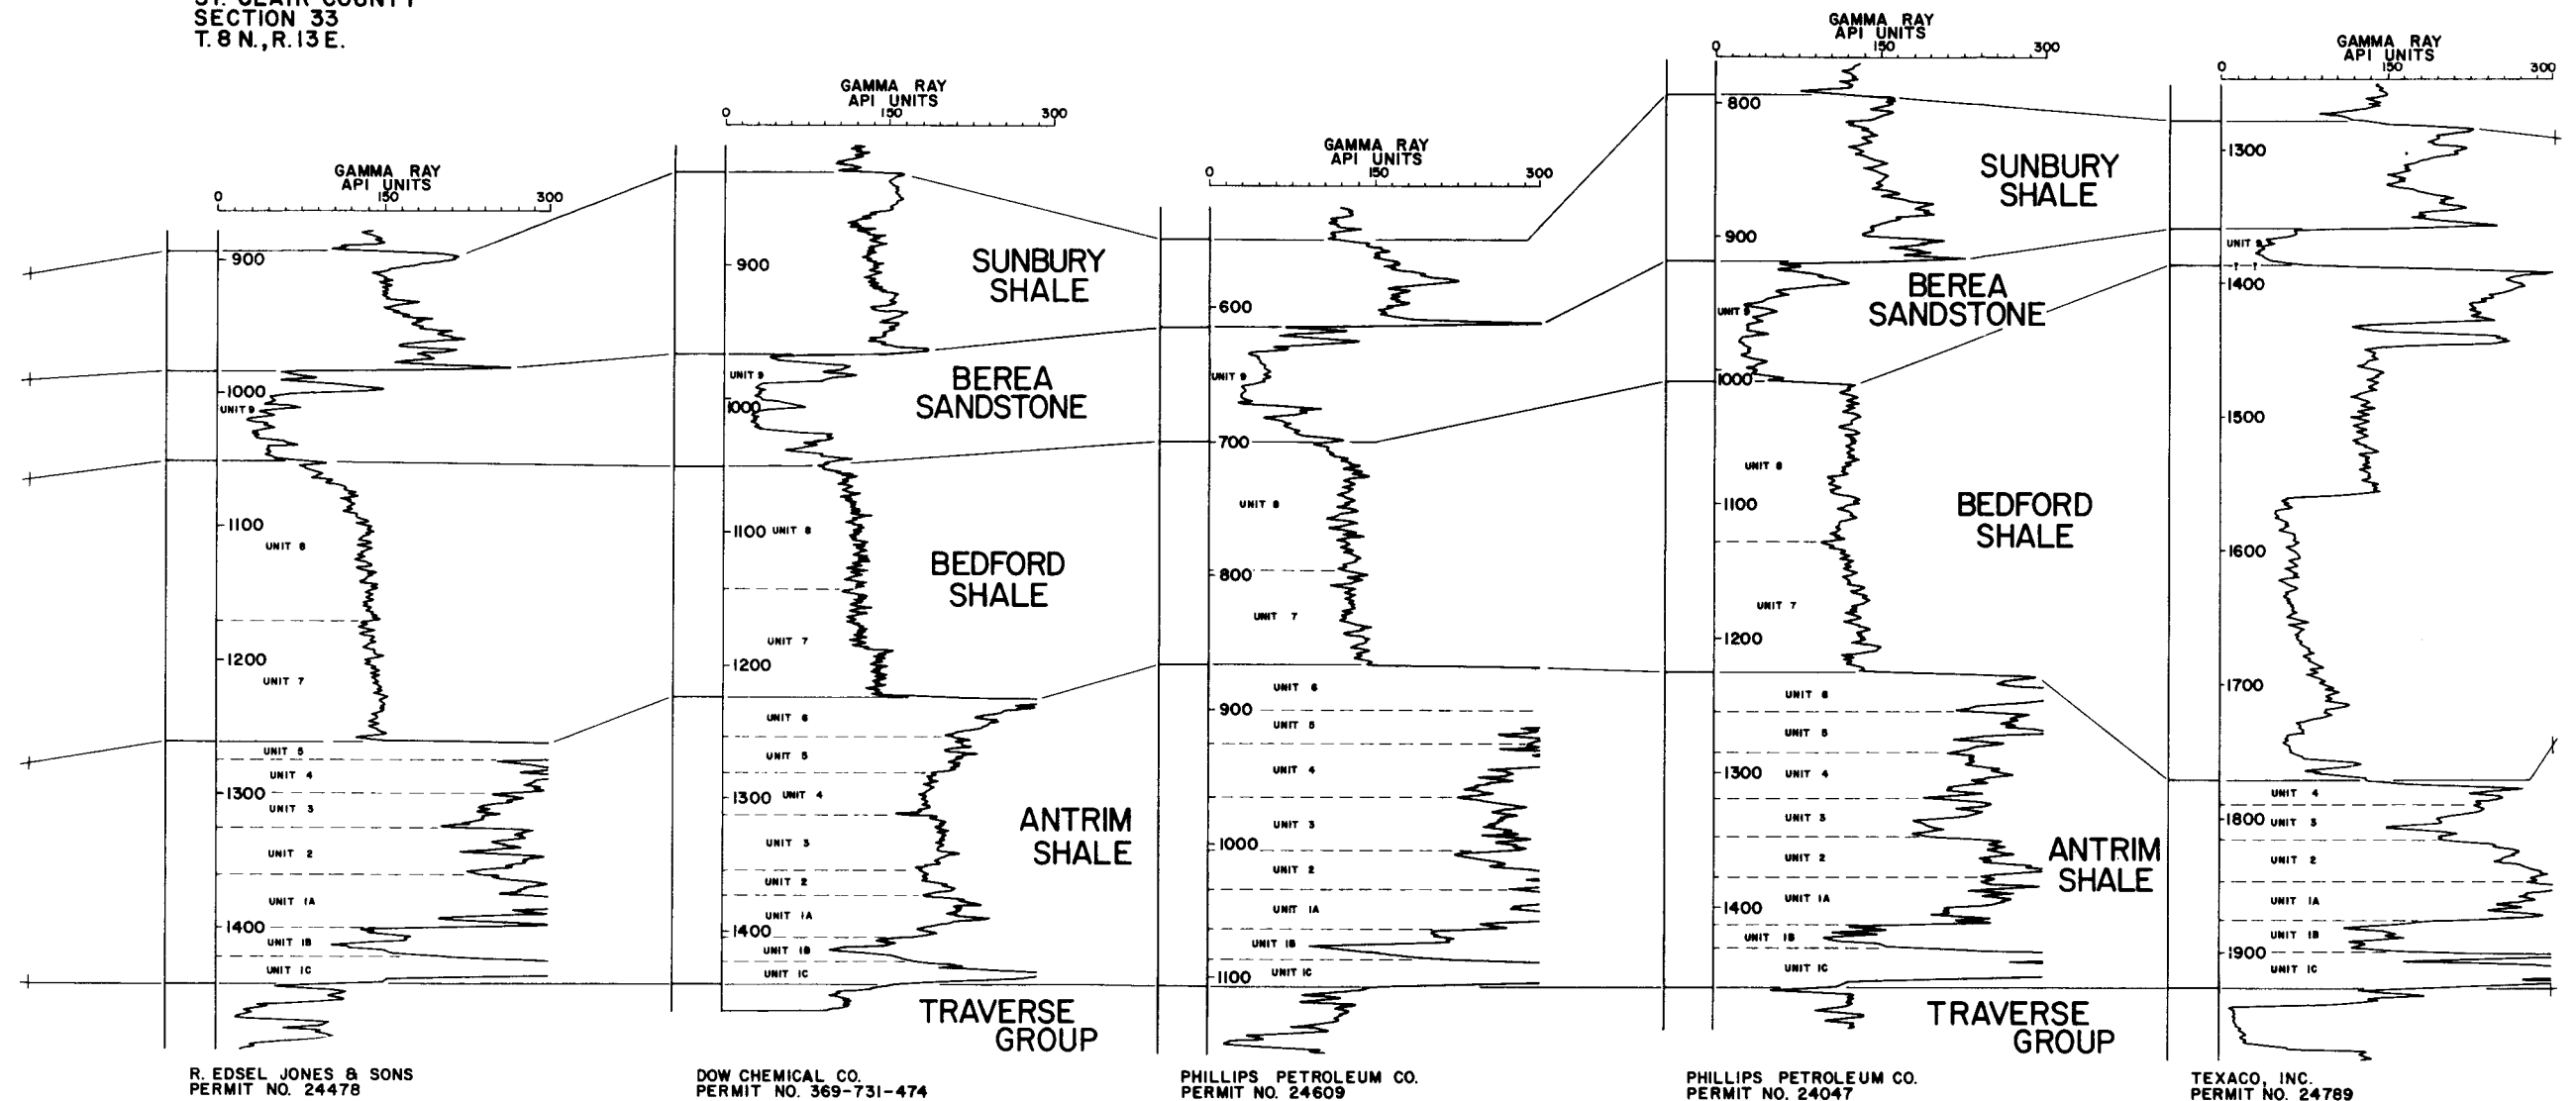 ST. CLAIR COUNTY
SECTION 33
T. 8 N., R. 13 E.
GAMMA RAY
API UNITS
0 150 300
900
1000
UNIT 9
1100
UNIT 8
1200
UNIT 7
UNIT 5
UNIT 4
1300
UNIT 3
UNIT 2
UNIT 1A
1400
UNIT 1B
UNIT 1C
R. EDSEL JONES & SONS
PERMIT NO. 24478
GAMMA RAY
API UNITS
0 150 300
900
UNIT 9
1000
1100 UNIT 8
UNIT 7
1200
UNIT 6
UNIT 5
1300 UNIT 4
UNIT 3
UNIT 2
UNIT 1A
1400
UNIT 1B
UNIT 1C
DOW CHEMICAL CO.
PERMIT NO. 369-731-474
SUNBURY
SHALE
BEREA
SANDSTONE
BEDFORD
SHALE
ANTRIM
SHALE
TRAVERSE
GROUP
GAMMA RAY
API UNITS
0 150 300
600
UNIT 9
700
UNIT 8
800
UNIT 7
UNIT 6
900
UNIT 5
UNIT 4
UNIT 3
1000
UNIT 2
UNIT 1A
UNIT 1B
UNIT 1C
1100
PHILLIPS PETROLEUM CO.
PERMIT NO. 24609
GAMMA RAY
API UNITS
0 150 300
800
900
UNIT 9
1000
UNIT 8
1100
UNIT 7
1200
UNIT 6
UNIT 5
1300 UNIT 4
UNIT 3
UNIT 2
UNIT 1A
1400
UNIT 1B
UNIT 1C
PHILLIPS PETROLEUM CO.
PERMIT NO. 24047
SUNBURY
SHALE
BEREA
SANDSTONE
BEDFORD
SHALE
ANTRIM
SHALE
TRAVERSE
GROUP
GAMMA RAY
API UNITS
0 150 300
1300
UNIT 9
? ?
1400
1500
1600
1700
UNIT 4
1800 UNIT 3
UNIT 2
UNIT 1A
UNIT 1B
1900
UNIT 1C
TEXACO, INC.
PERMIT NO. 24789